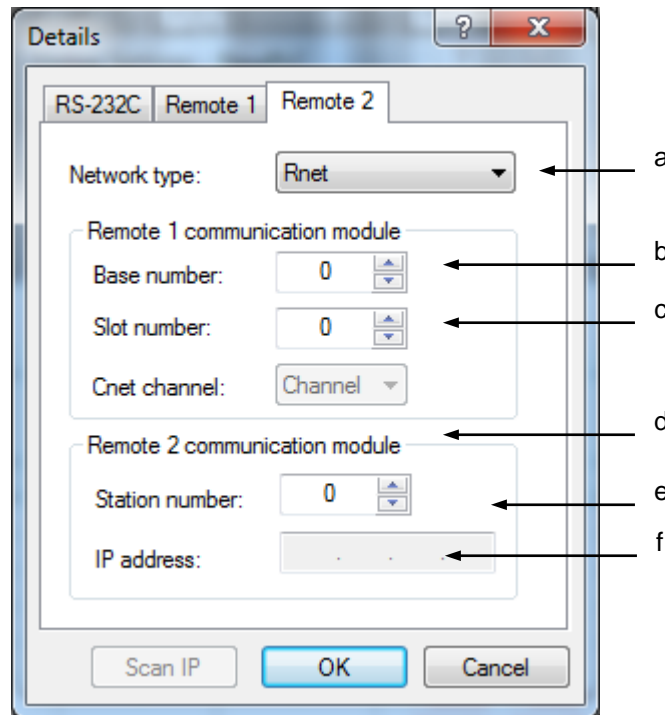 Details
RS-232C Remote 1 Remote 2
Network type: Rnet a
Remote 1 communication module
Base number: 0 b
Slot number: 0 c
Cnet channel: Channel
d
Remote 2 communication module
Station number: 0 e
IP address: . . . f
Scan IP OK Cancel